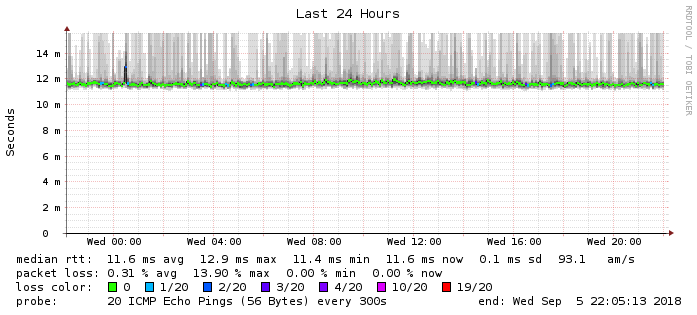 Last 24 Hours
RRDTOOL / TOBI OETIKER
Seconds
14 m
12 m
10 m
8 m
6 m
4 m
2 m
0
Wed 00:00 Wed 04:00 Wed 08:00 Wed 12:00 Wed 16:00 Wed 20:00
median rtt: 11.6 ms avg 12.9 ms max 11.4 ms min 11.6 ms now 0.1 ms sd 93.1 am/s
packet loss: 0.31 % avg 13.90 % max 0.00 % min 0.00 % now
loss color: 0 1/20 2/20 3/20 4/20 10/20 19/20
probe: 20 ICMP Echo Pings (56 Bytes) every 300s end: Wed Sep 5 22:05:13 2018